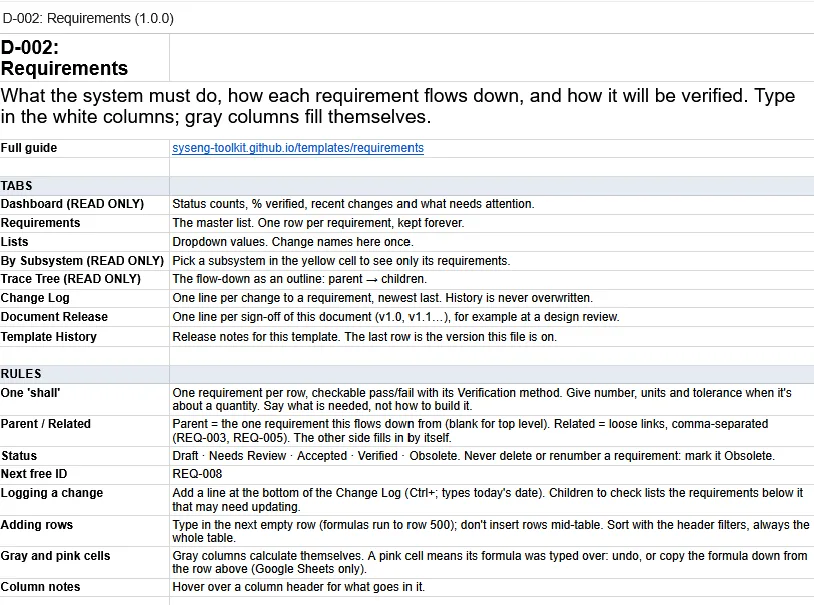 D-002: Requirements (1.0.0)
D-002:
Requirements
What the system must do, how each requirement flows down, and how it will be verified. Type
in the white columns; gray columns fill themselves.
Full guide syseng-toolkit.github.io/templates/requirements
TABS
Dashboard (READ ONLY) Status counts, % verified, recent changes and what needs attention.
Requirements The master list. One row per requirement, kept forever.
Lists Dropdown values. Change names here once.
By Subsystem (READ ONLY) Pick a subsystem in the yellow cell to see only its requirements.
Trace Tree (READ ONLY) The flow-down as an outline: parent → children.
Change Log One line per change to a requirement, newest last. History is never overwritten.
Document Release One line per sign-off of this document (v1.0, v1.1…), for example at a design review.
Template History Release notes for this template. The last row is the version this file is on.
RULES
One 'shall' One requirement per row, checkable pass/fail with its Verification method. Give number, units and tolerance when it's
about a quantity. Say what is needed, not how to build it.
Parent / Related Parent = the one requirement this flows down from (blank for top level). Related = loose links, comma-separated
(REQ-003, REQ-005). The other side fills in by itself.
Status Draft · Needs Review · Accepted · Verified · Obsolete. Never delete or renumber a requirement: mark it Obsolete.
Next free ID REQ-008
Logging a change Add a line at the bottom of the Change Log (Ctrl+; types today's date). Children to check lists the requirements below it
that may need updating.
Adding rows Type in the next empty row (formulas run to row 500); don't insert rows mid-table. Sort with the header filters, always the
whole table.
Gray and pink cells Gray columns calculate themselves. A pink cell means its formula was typed over: undo, or copy the formula down from
the row above (Google Sheets only).
Column notes Hover over a column header for what goes in it.